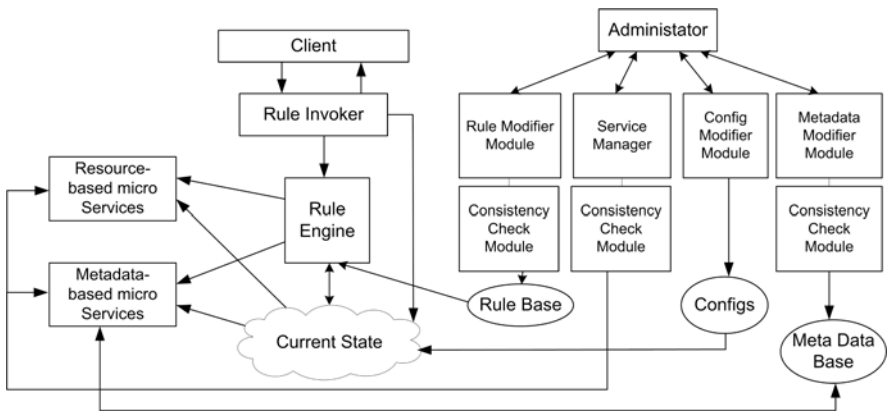 Client
Administator
Rule Invoker
Rule Modifier
Module
Service
Manager
Config
Modifier
Module
Metadata
Modifier
Module
Resource-
based micro
Services
Rule
Engine
Consistency
Check
Module
Consistency
Check
Module
Consistency
Check
Module
Metadata-
based micro
Services
Rule Base
Configs
Current State
Meta Data
Base